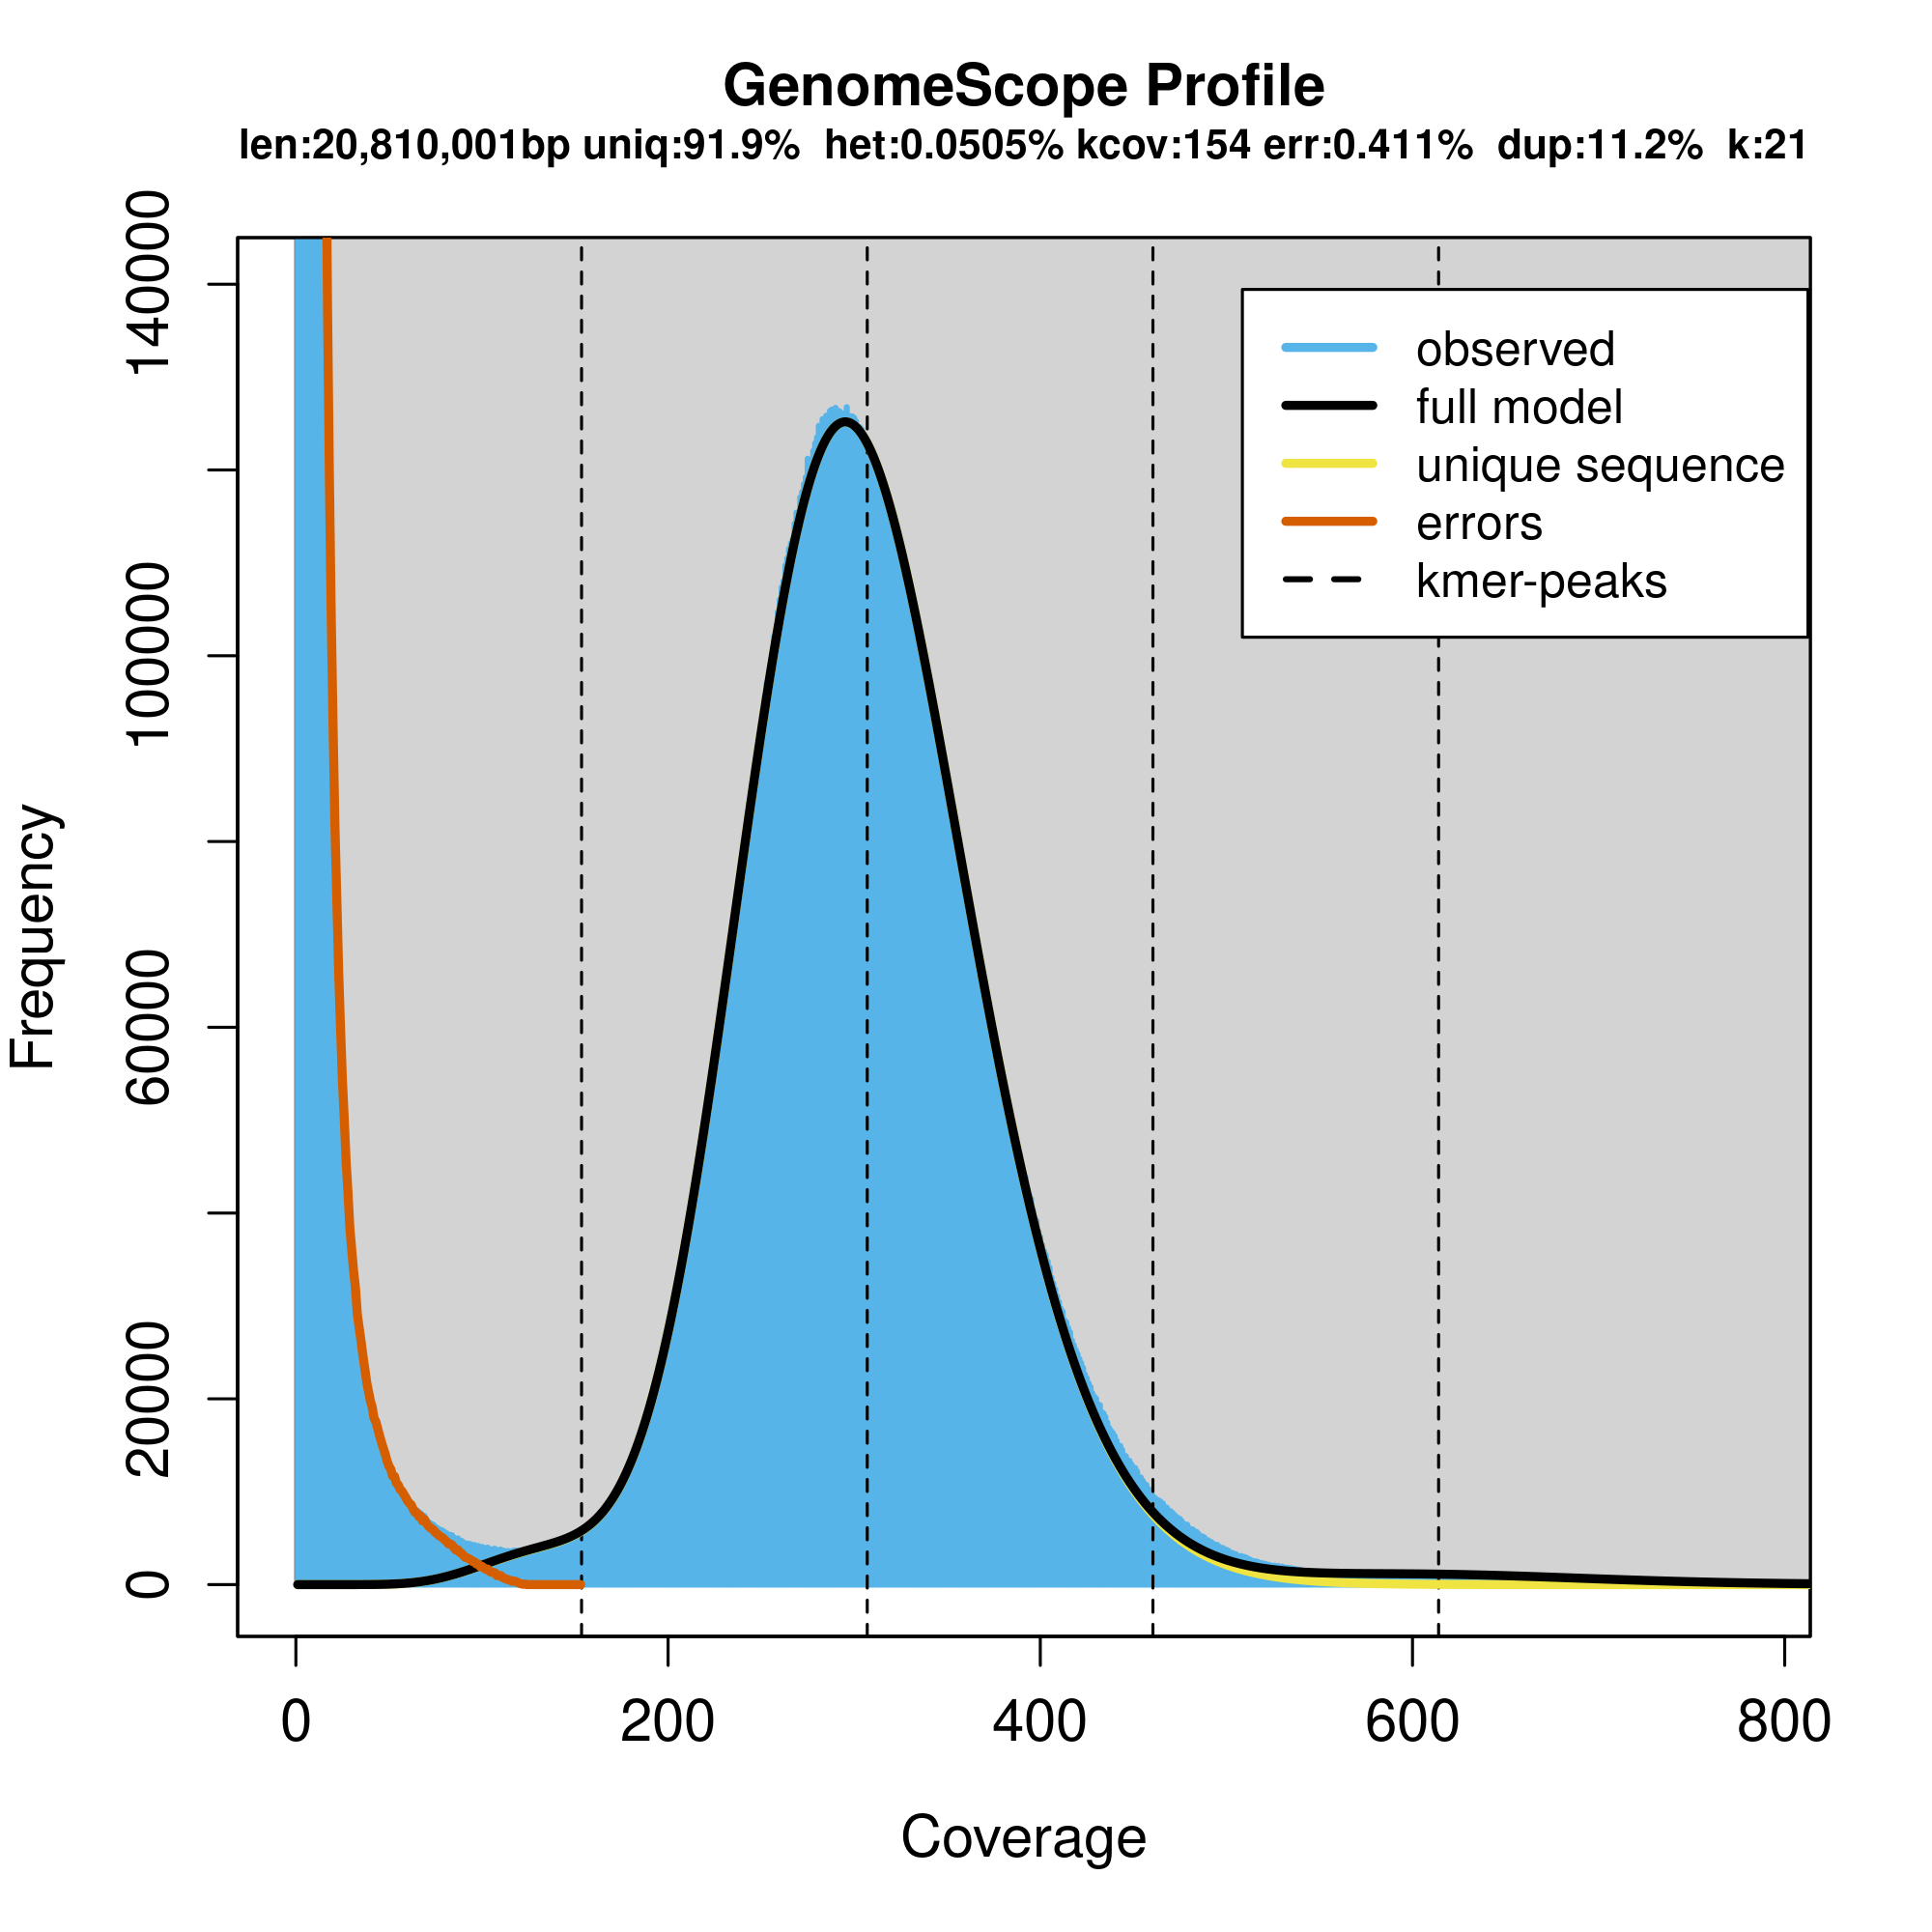 GenomeScope Profile
len:20,810,001bp uniq:91.9% het:0.0505% kcov:154 err:0.411% dup:11.2% k:21
140000
100000
60000
20000
0
Frequency
observed
full model
unique sequence
errors
kmer-peaks
0 200 400 600 800
Coverage